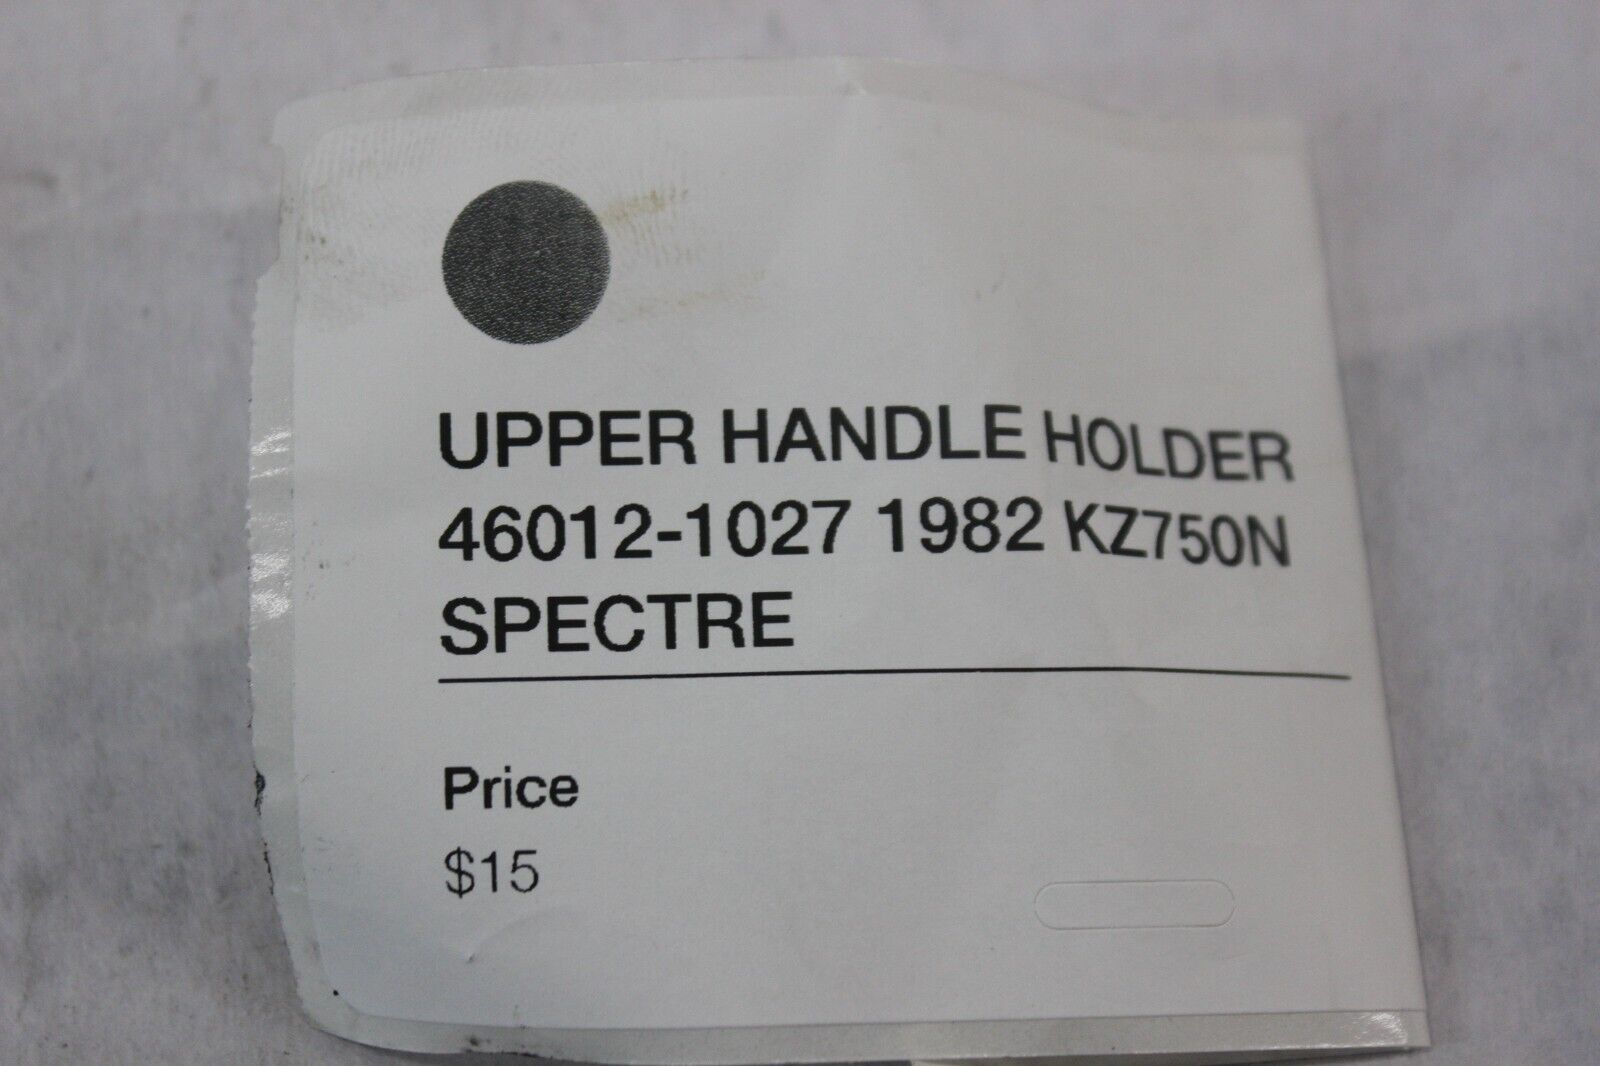 UPPER HANDLE HOLDER
46012-1027 1982 KZ750N
SPECTRE
Price
$15